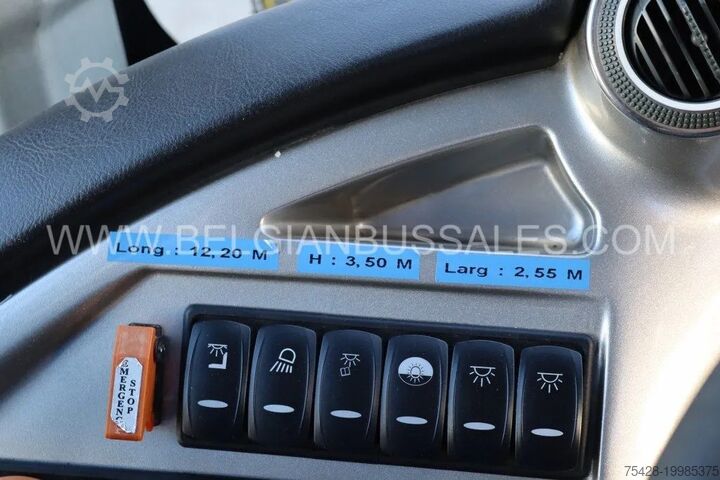 WWW.BELGIANBUSSALES.COM
Long : 12,20 M
H : 3,50 M
Larg : 2,55 M
EMERGENCY
STOP
75428-19985375